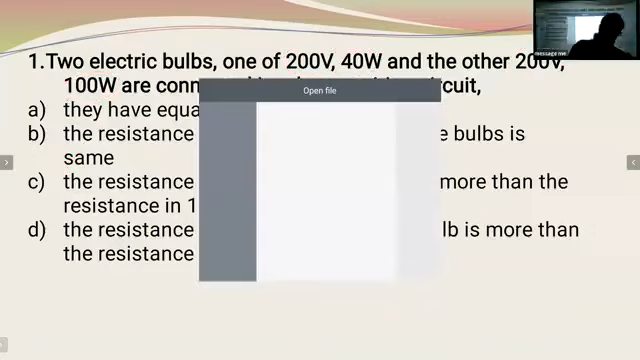 1.Two electric bulbs, one of 200V, 40W and the other 200V,
100W are circuit,
a) they have equa
b) the resistance e bulbs is
same
c) the resistance more than the
resistance in 1
d) the resistance lb is more than
the resistance
Open file
message me